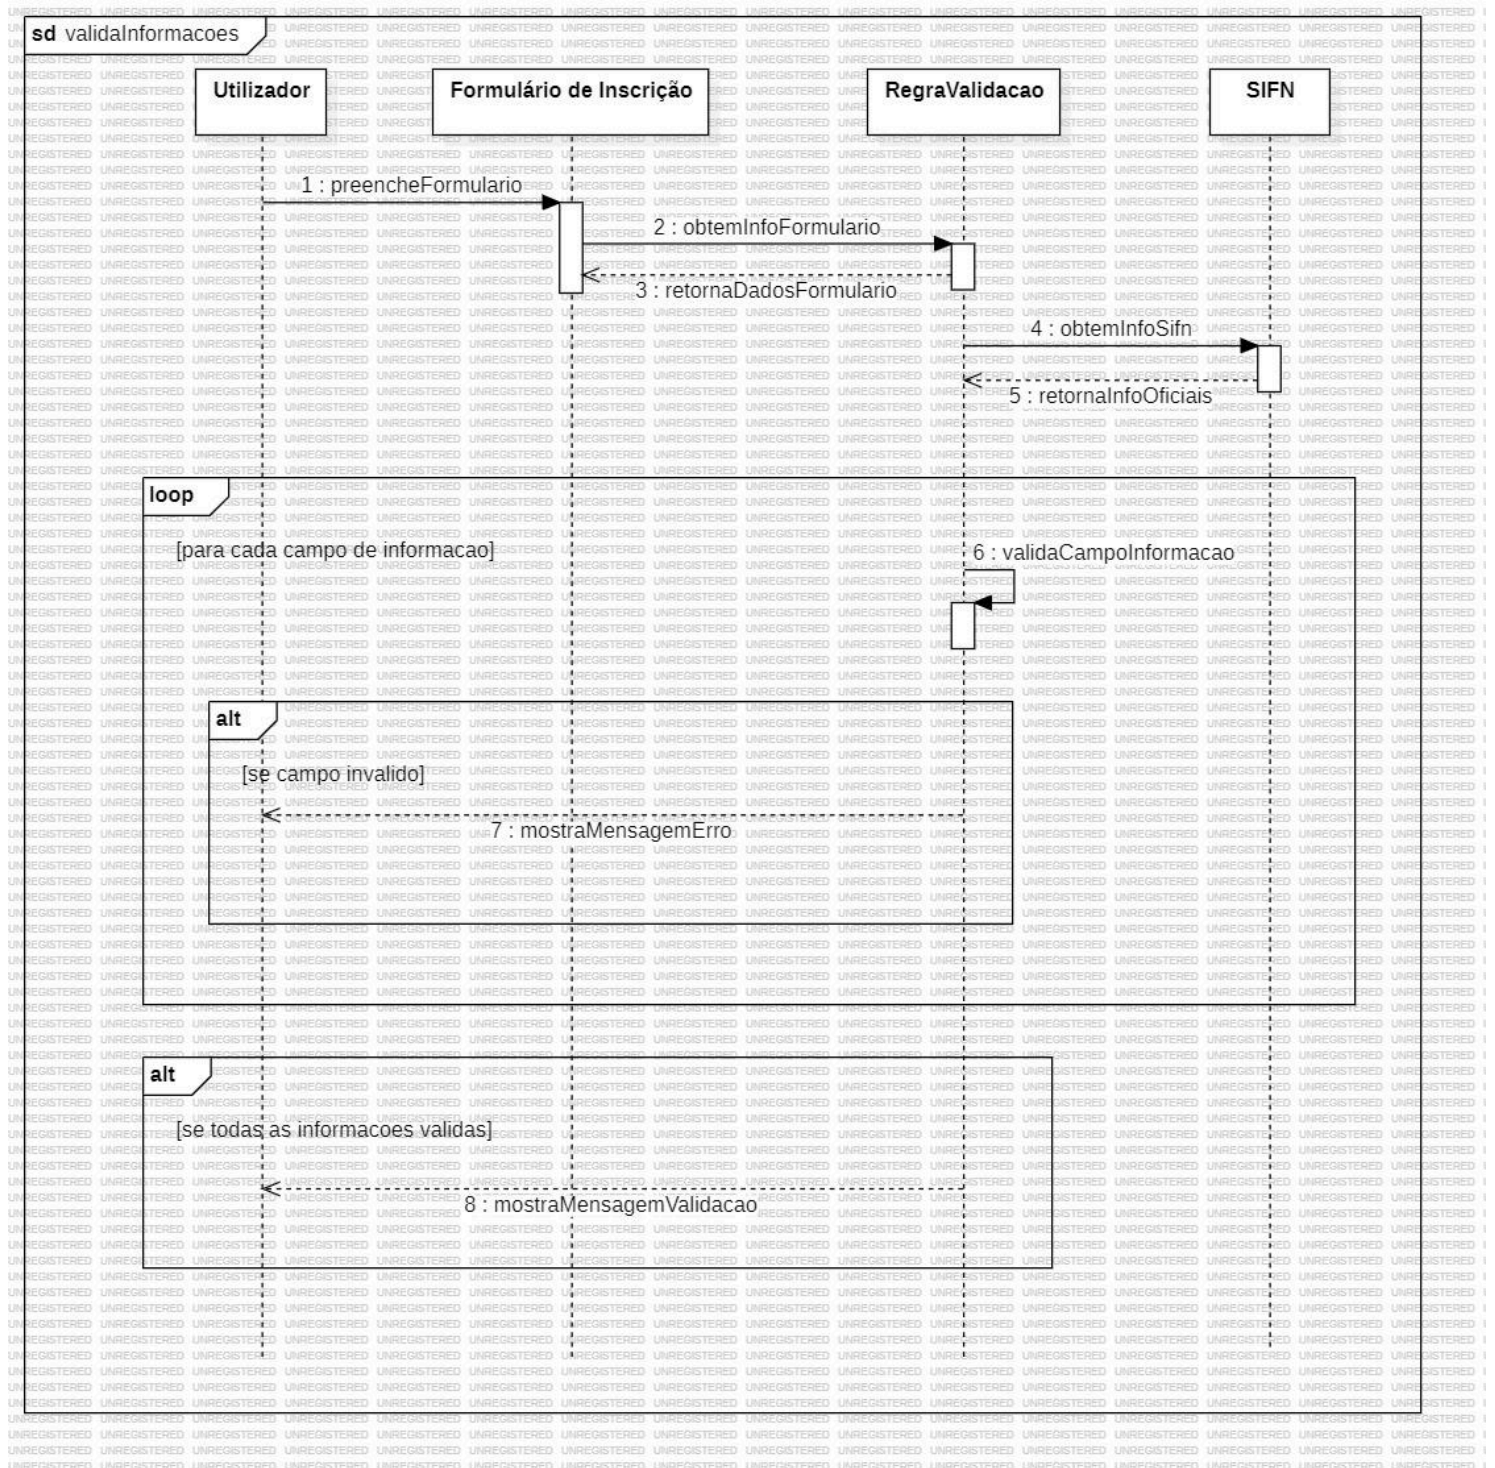 sd validaInformacoes
Utilizador
Formulário de Inscrição
RegraValidacao
SIFN
1 : preencheFormulario
2 : obtemInfoFormulario
3 : retornaDadosFormulario
4 : obtemInfoSifn
5 : retornaInfoOficiais
loop
[para cada campo de informacao]
6 : validaCampoInformacao
alt
[se campo invalido]
7 : mostraMensagemErro
alt
[se todas as informacoes validas]
8 : mostraMensagemValidacao
UNREGISTERED